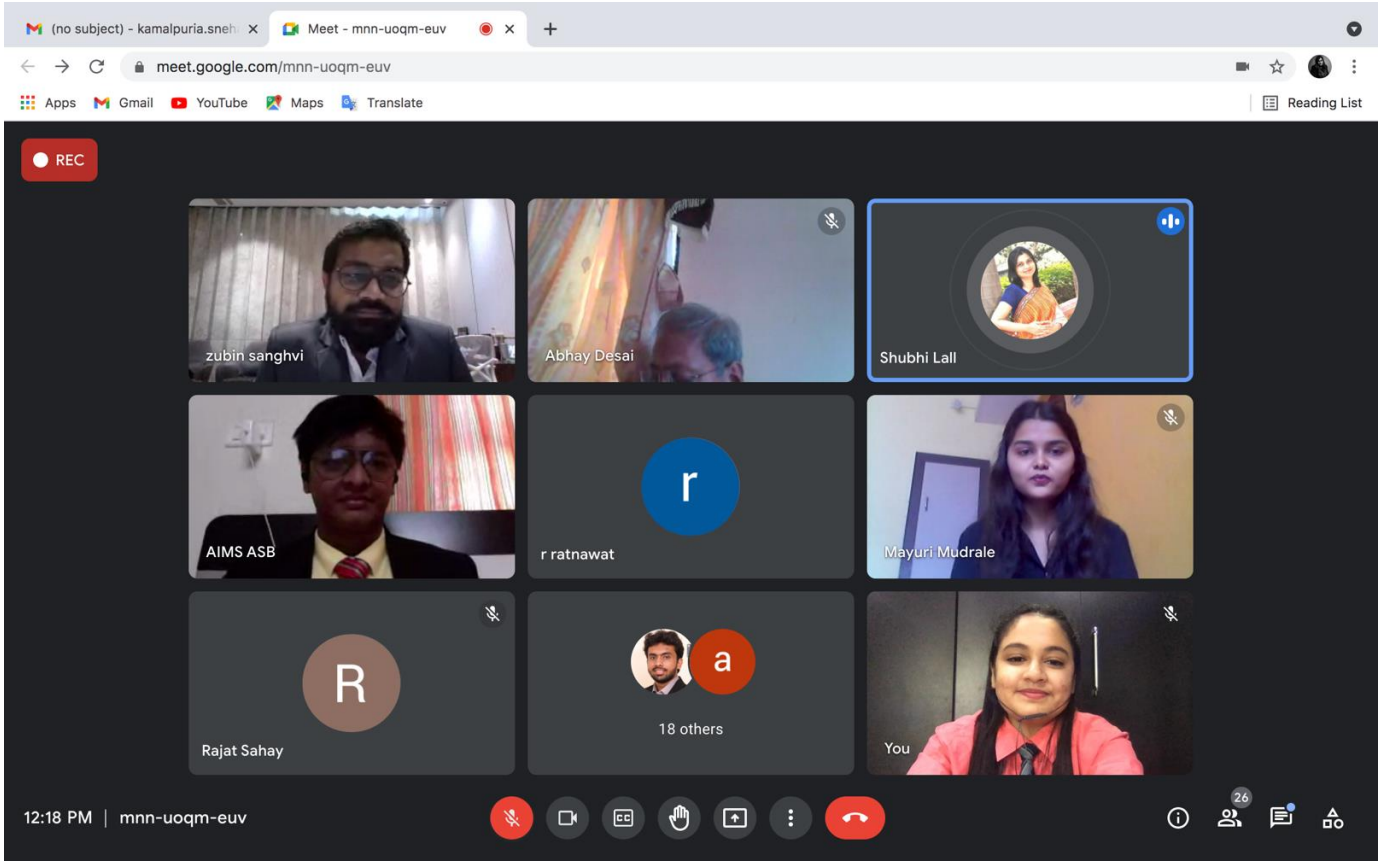 (no subject) - kamalpuria.sneh
Meet - mnn-uoqm-euv
meet.google.com/mnn-uoqm-euv
Apps Gmail YouTube Maps Translate Reading List
REC
zubin sanghvi
Abhay Desai
Shubhi Lall
AIMS ASB
r
r ratnawat
Mayuri Mudrale
R
Rajat Sahay
a
18 others
You
12:18 PM | mnn-uoqm-euv
CC
26